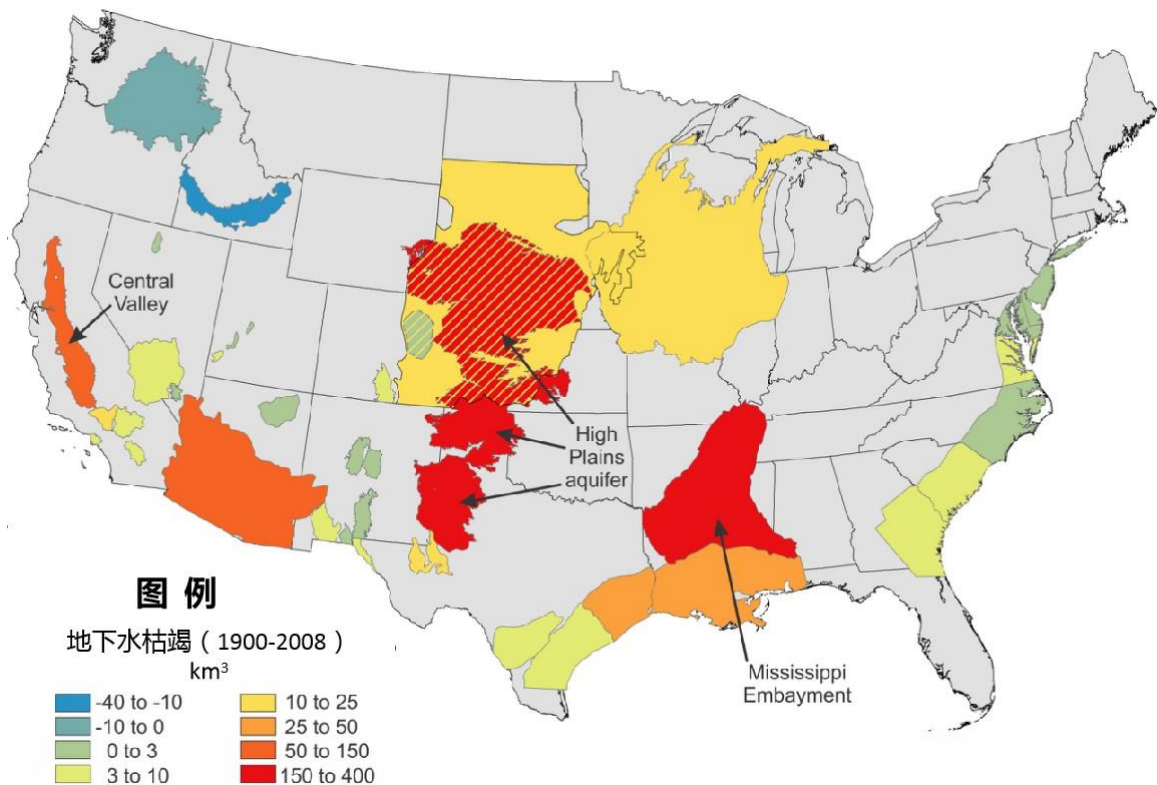 Central
Valley
High
Plains
aquifer
Mississippi
Embayment
图 例
地下水枯竭（1900-2008）
km³
-40 to -10
-10 to 0
0 to 3
3 to 10
10 to 25
25 to 50
50 to 150
150 to 400